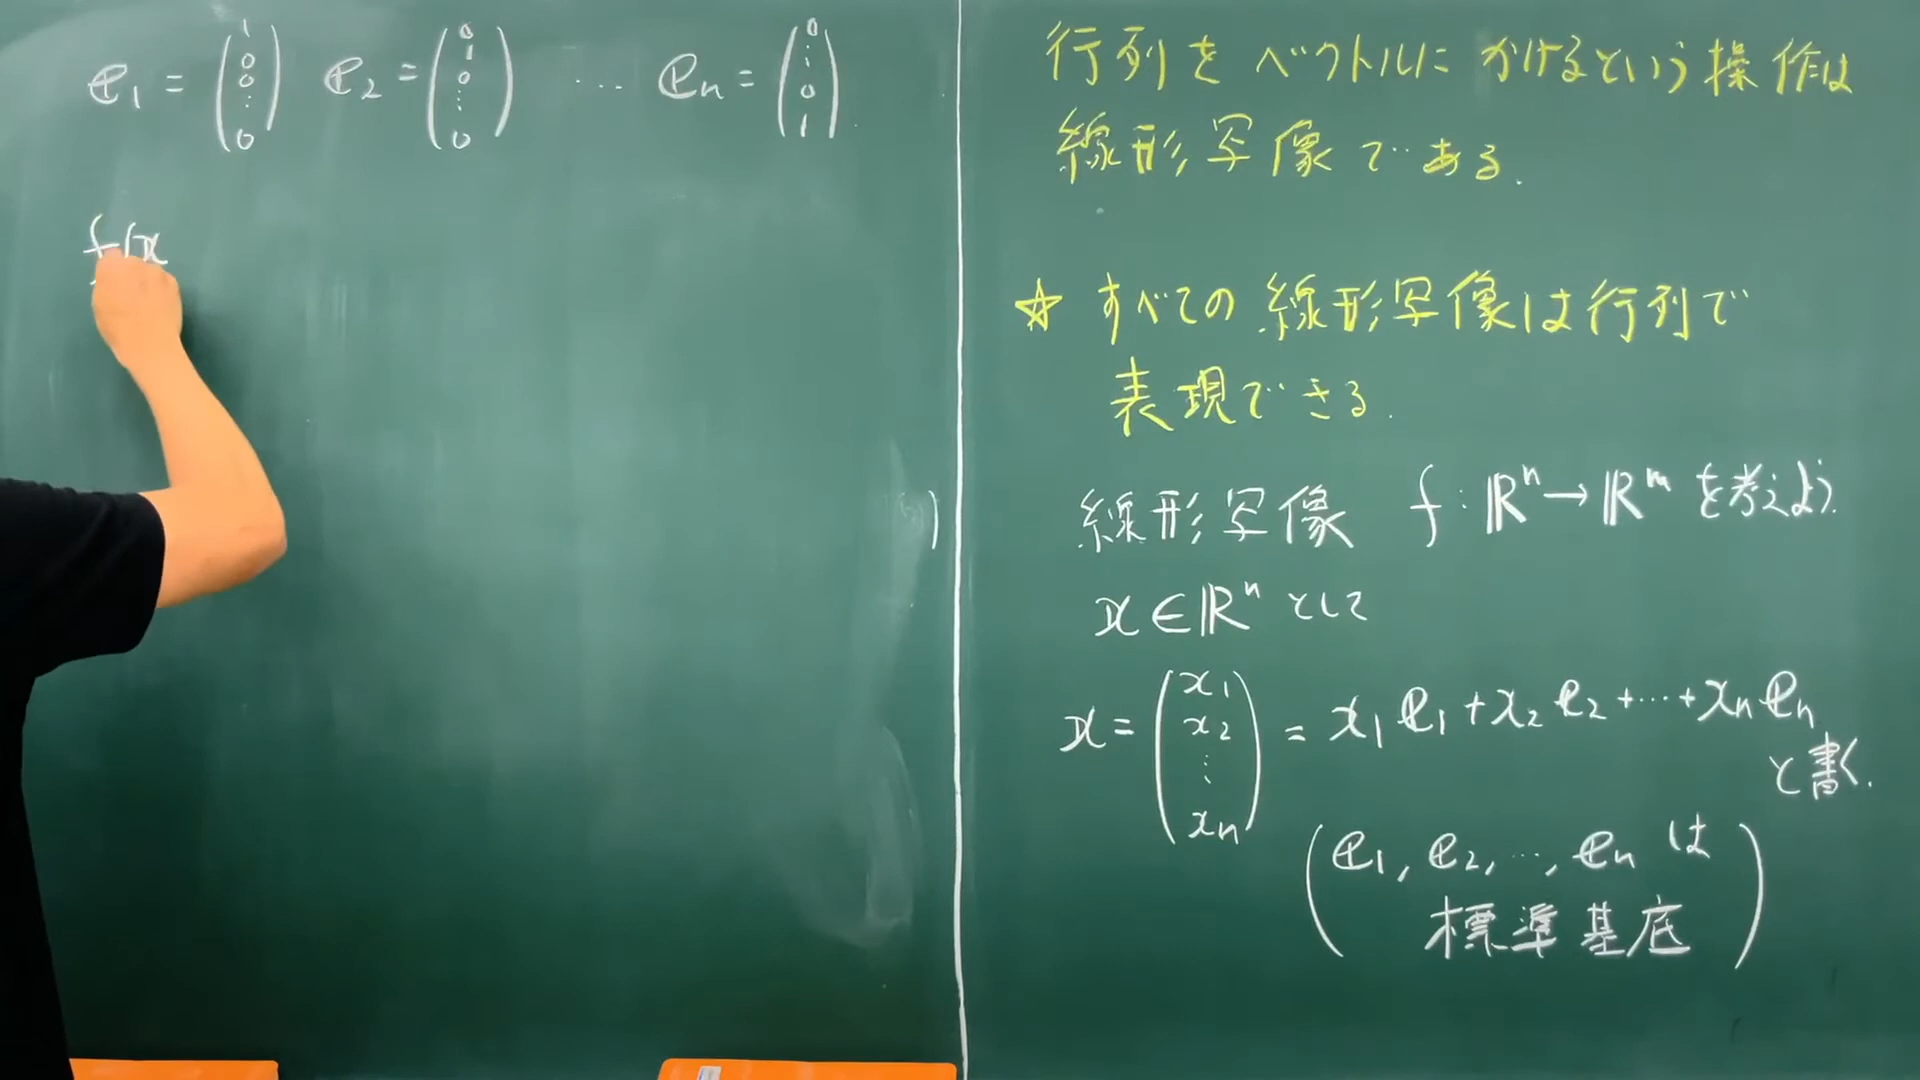 e₁ = (1 0 0 ⋮ 0) e₂ = (0 1 0 ⋮ 0) … eₙ = (0 ⋮ 0 1)
f(x
行列をベクトルにかけるという操作は
線形写像である.
☆ すべての線形写像は行列で
表現できる.
線形写像 f : ℝⁿ → ℝᵐ を考えよう
x ∈ ℝⁿ として
x = (x₁ x₂ ⋮ xₙ) = x₁e₁ + x₂e₂ + … + xₙeₙ
と書く.
(e₁, e₂, …, eₙ は
標準基底)